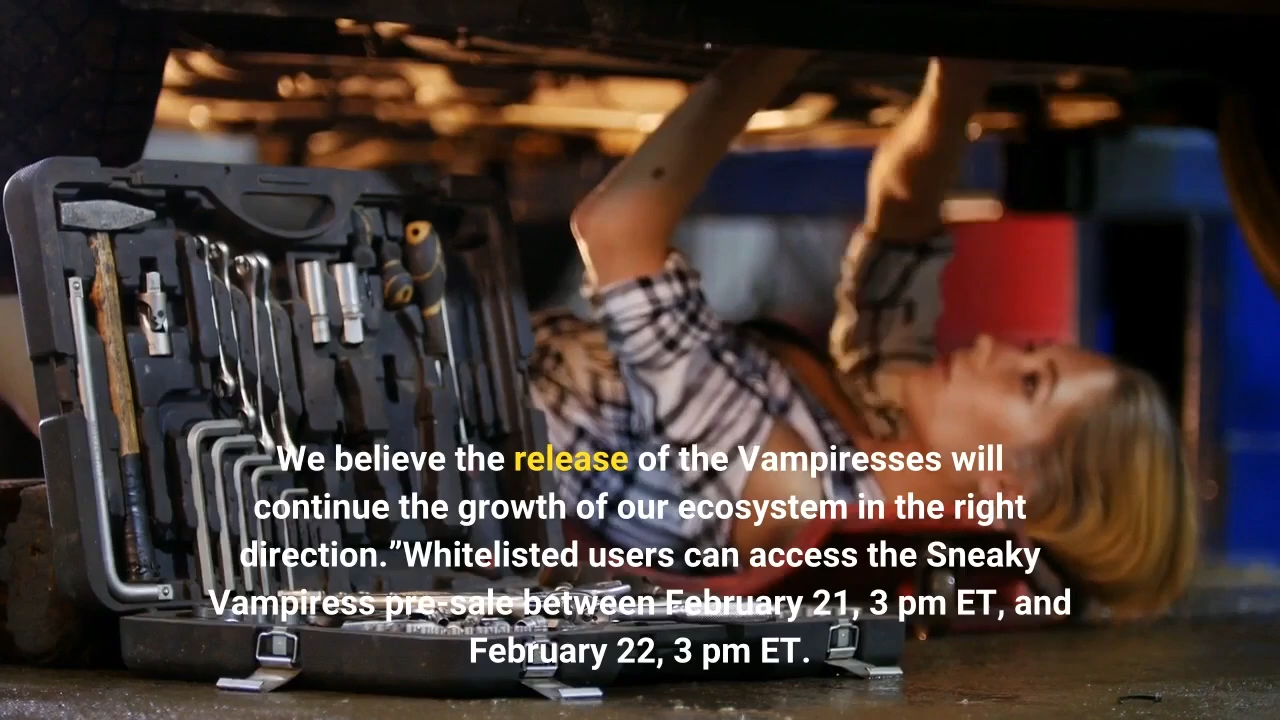 We believe the release of the Vampiresses will
continue the growth of our ecosystem in the right
direction.”Whitelisted users can access the Sneaky
Vampiress pre-sale between February 21, 3 pm ET, and
February 22, 3 pm ET.